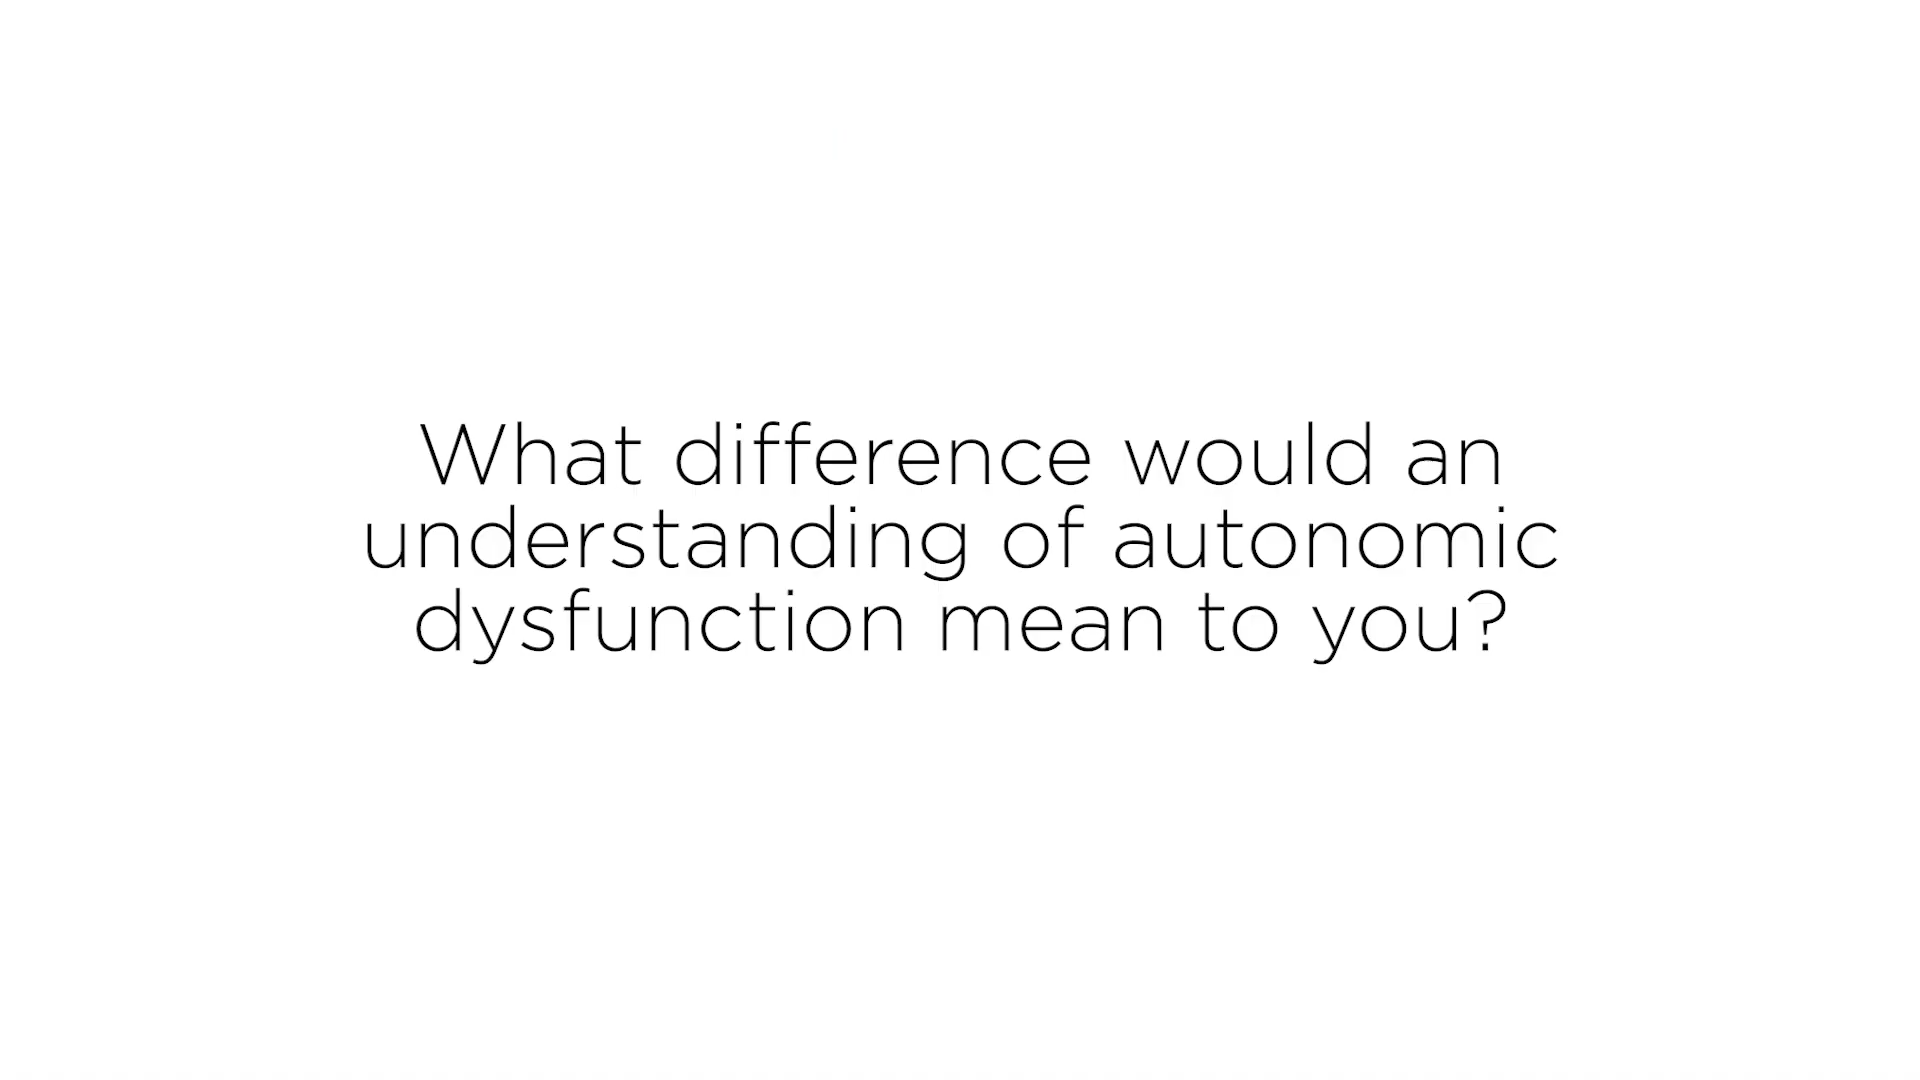 What difference would an
understanding of autonomic
dysfunction mean to you?